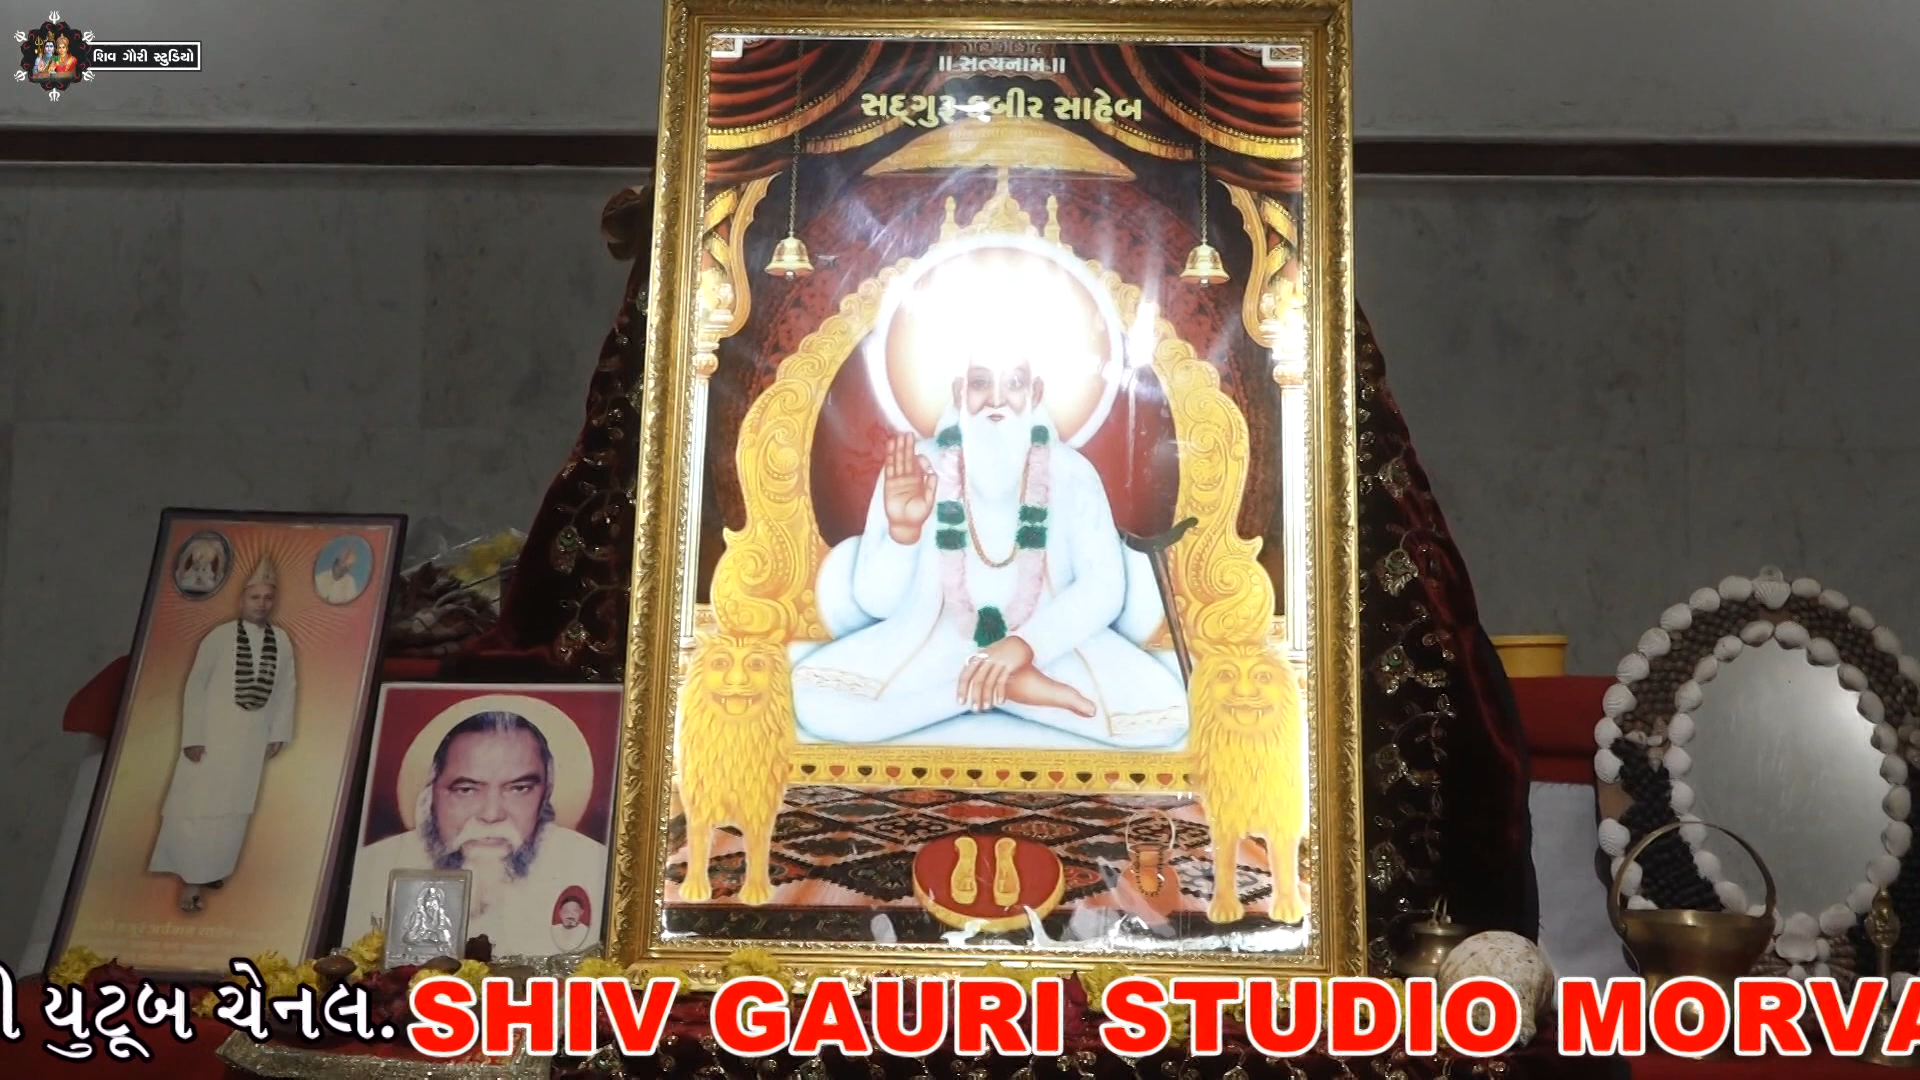 શિવ ગૌરી સ્ટુડિયો
॥ સત્યનામ ॥
સદ્‌ગુરૂ કબીર સાહેબ
યુટૂબ ચેનલ. SHIV GAURI STUDIO MORVA